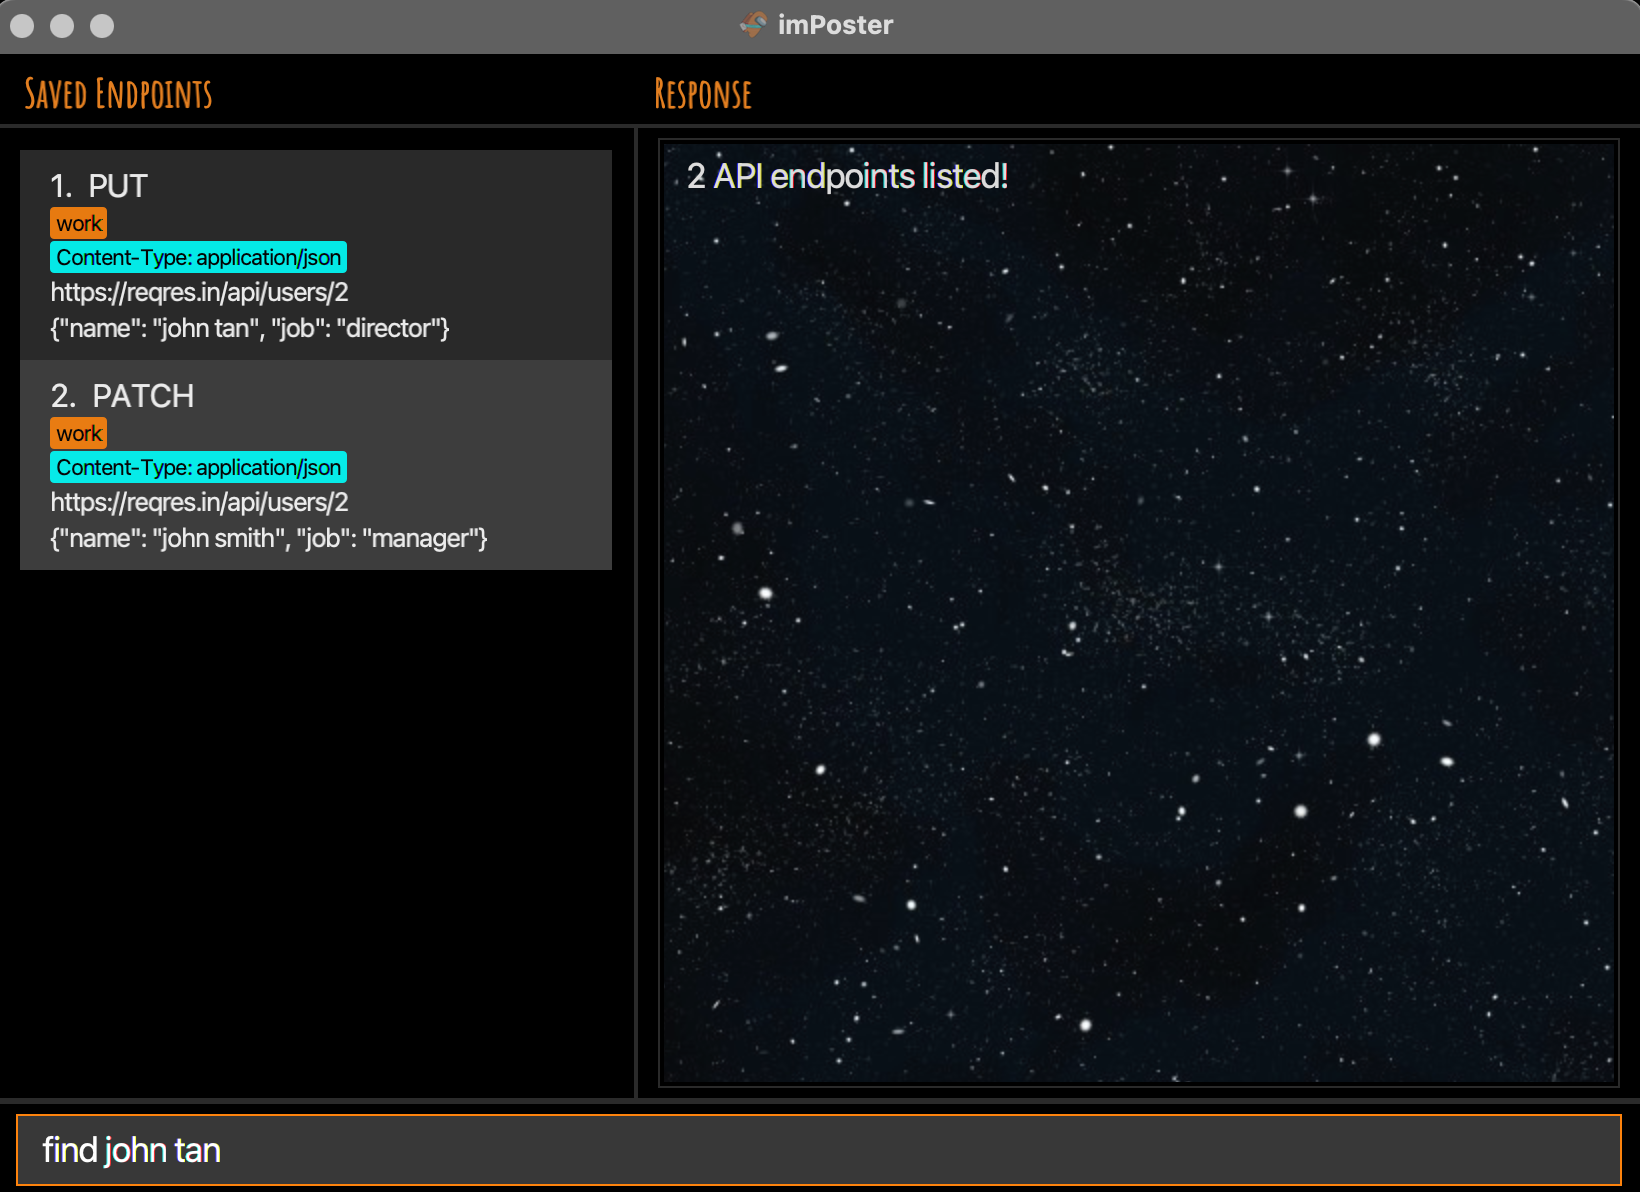 imPoster
Saved Endpoints
Response
1. PUT
work
Content-Type: application/json
https://reqres.in/api/users/2
{"name": "john tan", "job": "director"}
2. PATCH
work
Content-Type: application/json
https://reqres.in/api/users/2
{"name": "john smith", "job": "manager"}
2 API endpoints listed!
find john tan